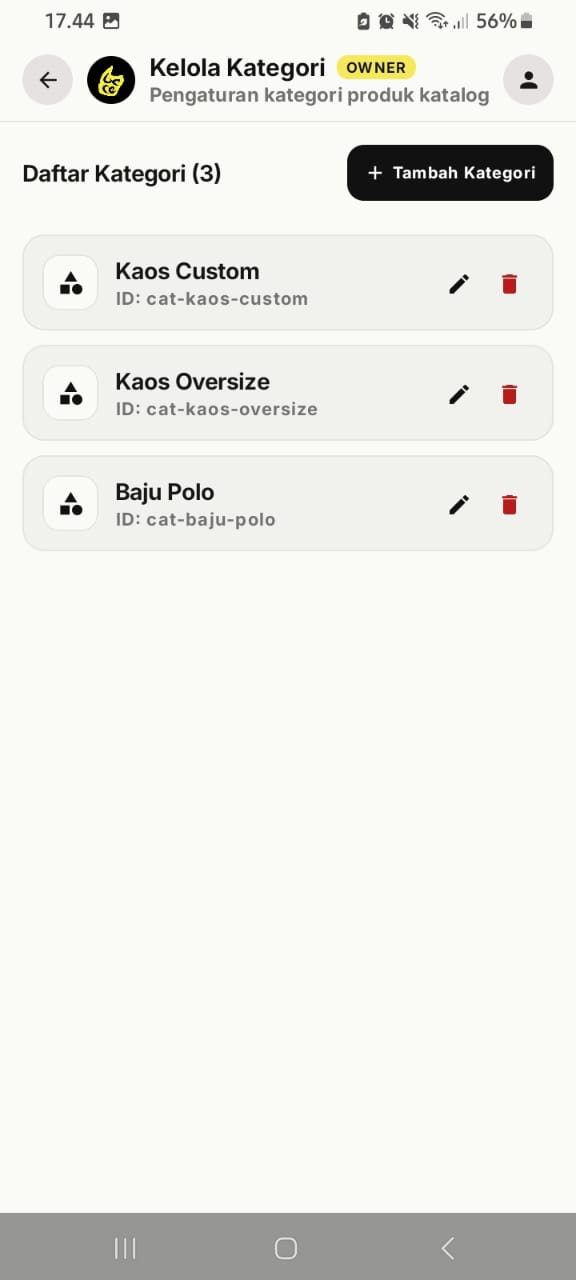 17.44
56%
Kelola Kategori OWNER
Pengaturan kategori produk katalog
Daftar Kategori (3)
+ Tambah Kategori
Kaos Custom
ID: cat-kaos-custom
Kaos Oversize
ID: cat-kaos-oversize
Baju Polo
ID: cat-baju-polo